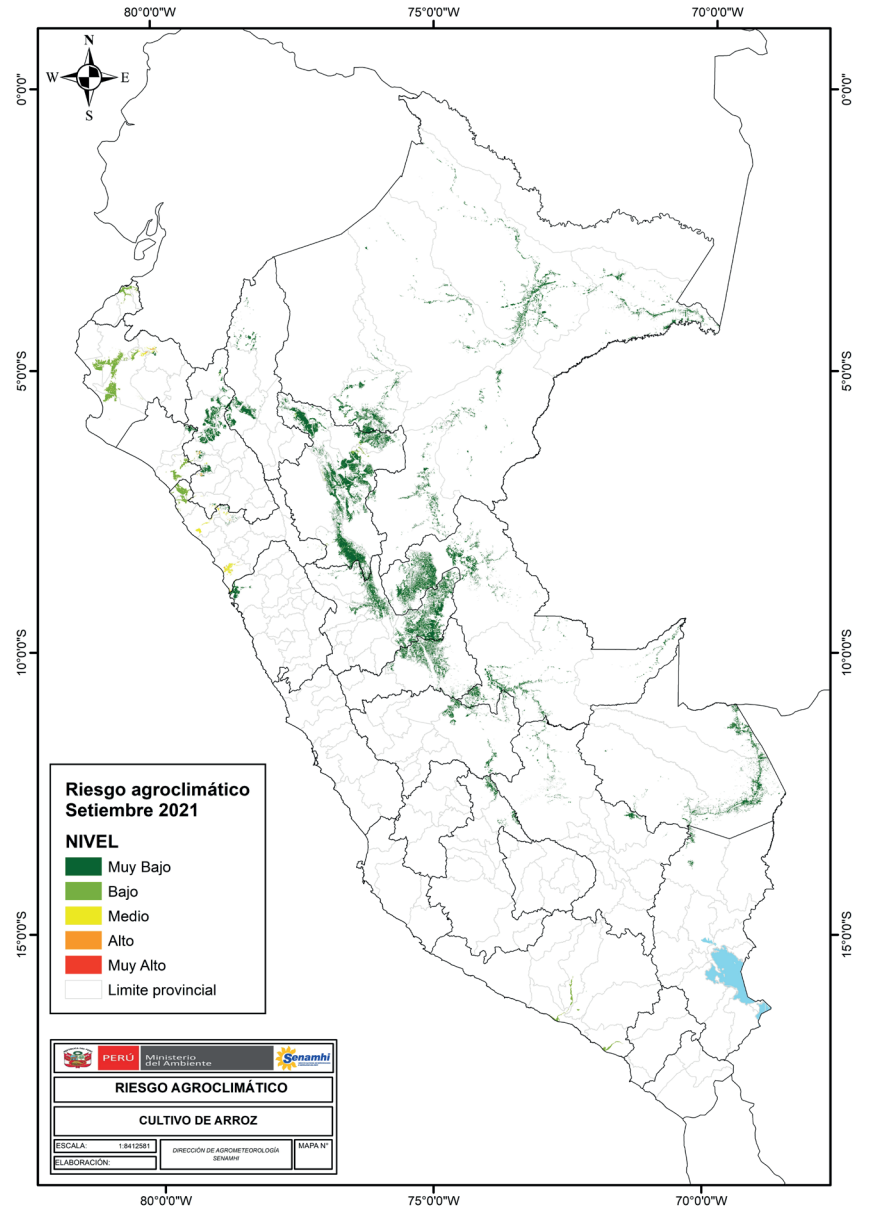 80°0'0"W 75°0'0"W 70°0'0"W
N
W E
S
0°0'0" 0°0'0"
5°0'0"S 5°0'0"S
10°0'0"S 10°0'0"S
15°0'0"S 15°0'0"S
Riesgo agroclimático
Setiembre 2021
NIVEL
Muy Bajo
Bajo
Medio
Alto
Muy Alto
Limite provincial
PERÚ
Ministerio
del Ambiente
Senamhi
RIESGO AGROCLIMÁTICO
CULTIVO DE ARROZ
ESCALA: 1:8412581
ELABORACIÓN:
DIRECCIÓN DE AGROMETEOROLOGÍA
SENAMHI
MAPA N°
80°0'0"W 75°0'0"W 70°0'0"W